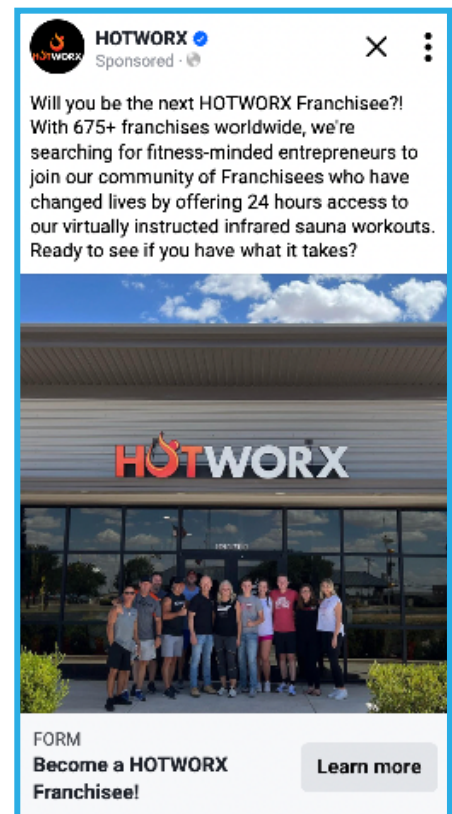 HOTWORX
HOTWORX
Sponsored ·
Will you be the next HOTWORX Franchisee?!
With 675+ franchises worldwide, we're
searching for fitness-minded entrepreneurs to
join our community of Franchisees who have
changed lives by offering 24 hours access to
our virtually instructed infrared sauna workouts.
Ready to see if you have what it takes?
HOTWORX
FORM
Become a HOTWORX
Franchisee!
Learn more